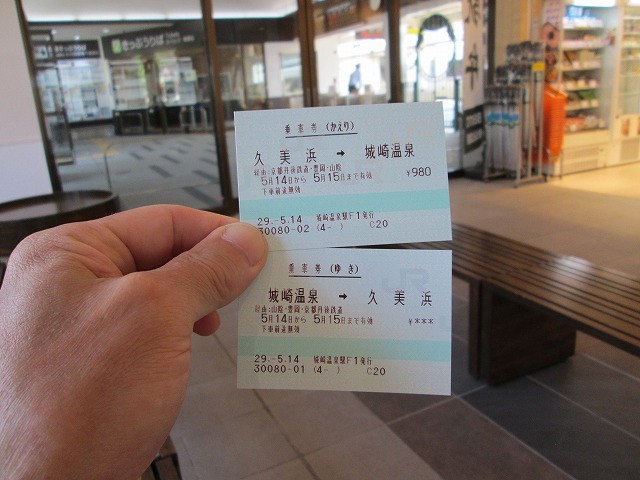 きっぷうりば
乗車券(かえり)
久美浜 → 城崎温泉
経由:京都丹後鉄道・豊岡・山陰
5月14日から 5月15日まで有効 ¥980
下車前途無効
29.-5.14 城崎温泉駅F1発行
30080-02 (4- ) C20
乗車券(ゆき)
城崎温泉 → 久美浜
経由:山陰・豊岡・京都丹後鉄道
5月14日から 5月15日まで有効 ¥***
下車前途無効
29.-5.14 城崎温泉駅F1発行
30080-01 (4- ) C20